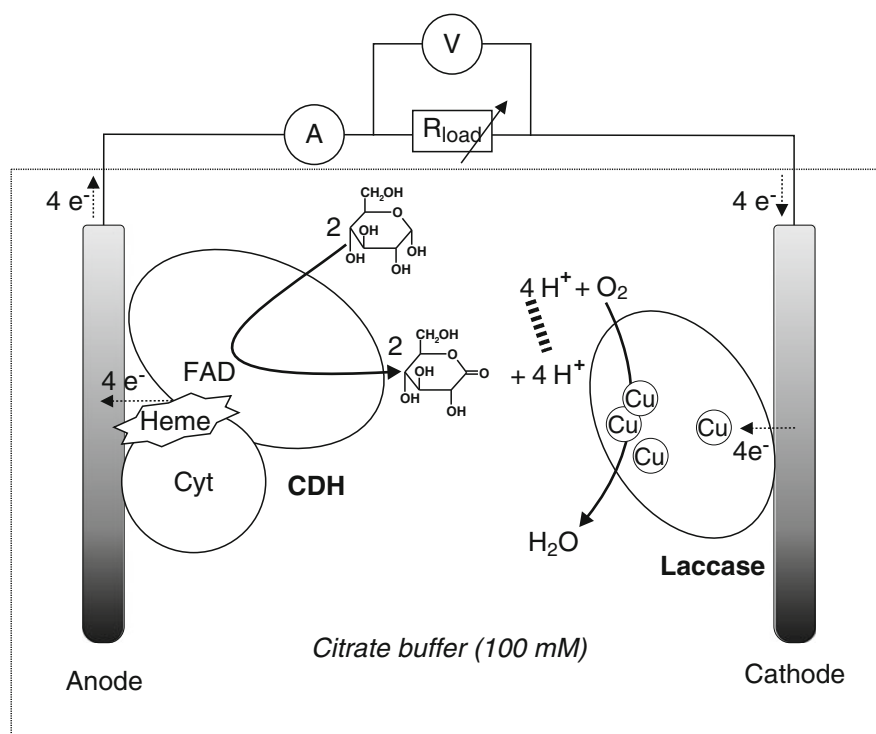 V
A
R_load
4 e-
4 e-
CH₂OH
O
2
OH
OH
OH
OH
4 H⁺ + O₂
CH₂OH
2
O
O
OH
OH
OH
+ 4 H⁺
FAD
4 e-
Heme
Cyt
CDH
Cu
Cu
Cu
Cu
4e-
H₂O
Laccase
Citrate buffer (100 mM)
Anode
Cathode